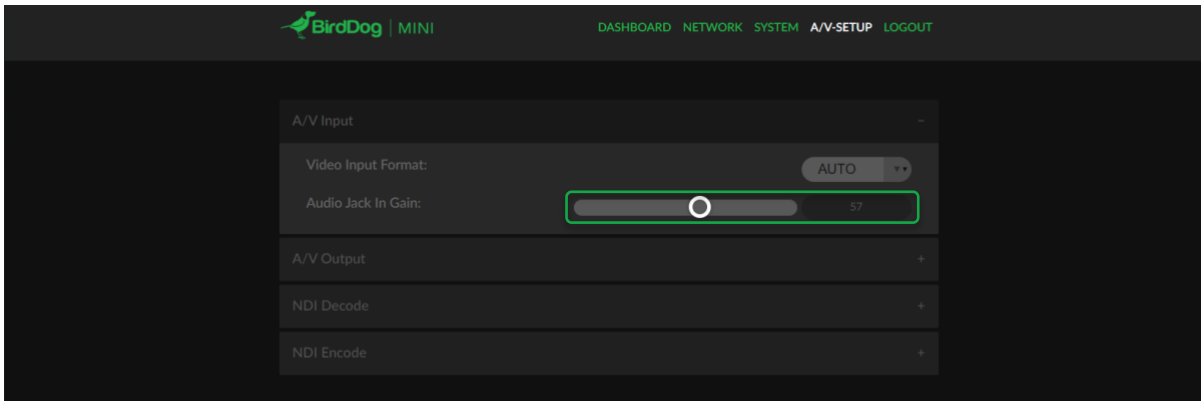 BirdDog | MINI DASHBOARD NETWORK SYSTEM A/V-SETUP LOGOUT
A/V Input -
Video Input Format: AUTO
Audio Jack In Gain: 57
A/V Output +
NDI Decode +
NDI Encode +